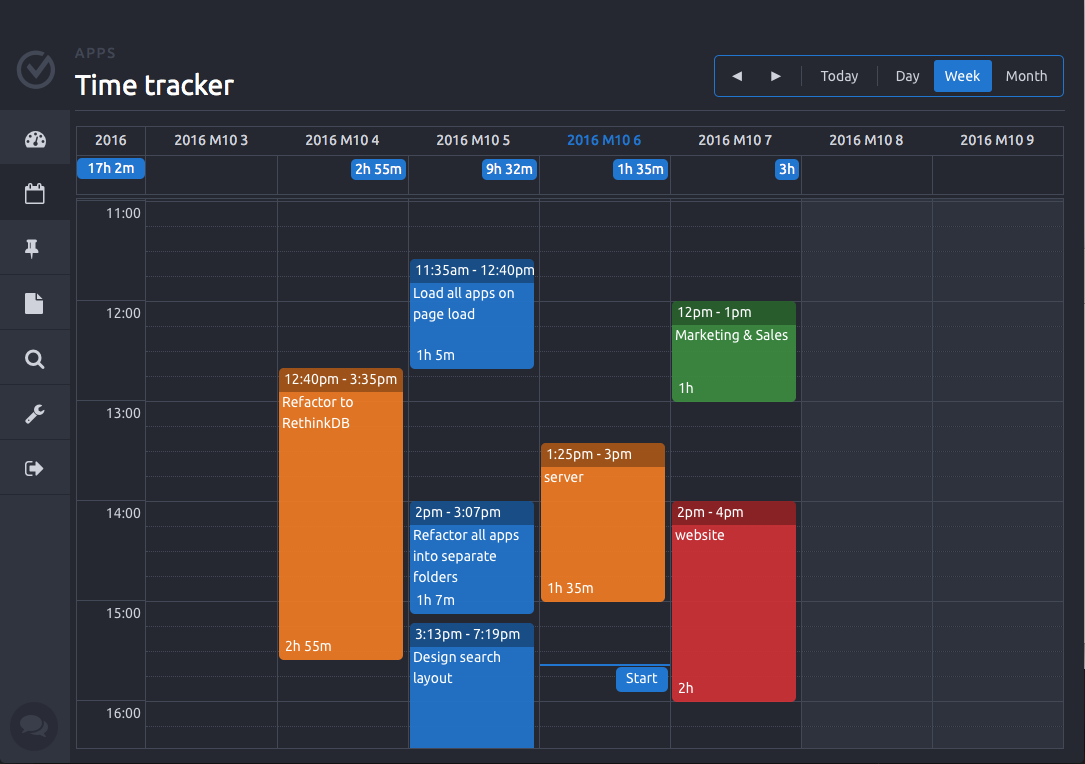 APPS
Time tracker
Today Day Week Month
2016 2016 M10 3 2016 M10 4 2016 M10 5 2016 M10 6 2016 M10 7 2016 M10 8 2016 M10 9
17h 2m 2h 55m 9h 32m 1h 35m 3h
11:00
12:00
13:00
14:00
15:00
16:00
12:40pm - 3:35pm
Refactor to
RethinkDB
2h 55m
11:35am - 12:40pm
Load all apps on
page load
1h 5m
2pm - 3:07pm
Refactor all apps
into separate
folders
1h 7m
3:13pm - 7:19pm
Design search
layout
1:25pm - 3pm
server
1h 35m
Start
12pm - 1pm
Marketing & Sales
1h
2pm - 4pm
website
2h